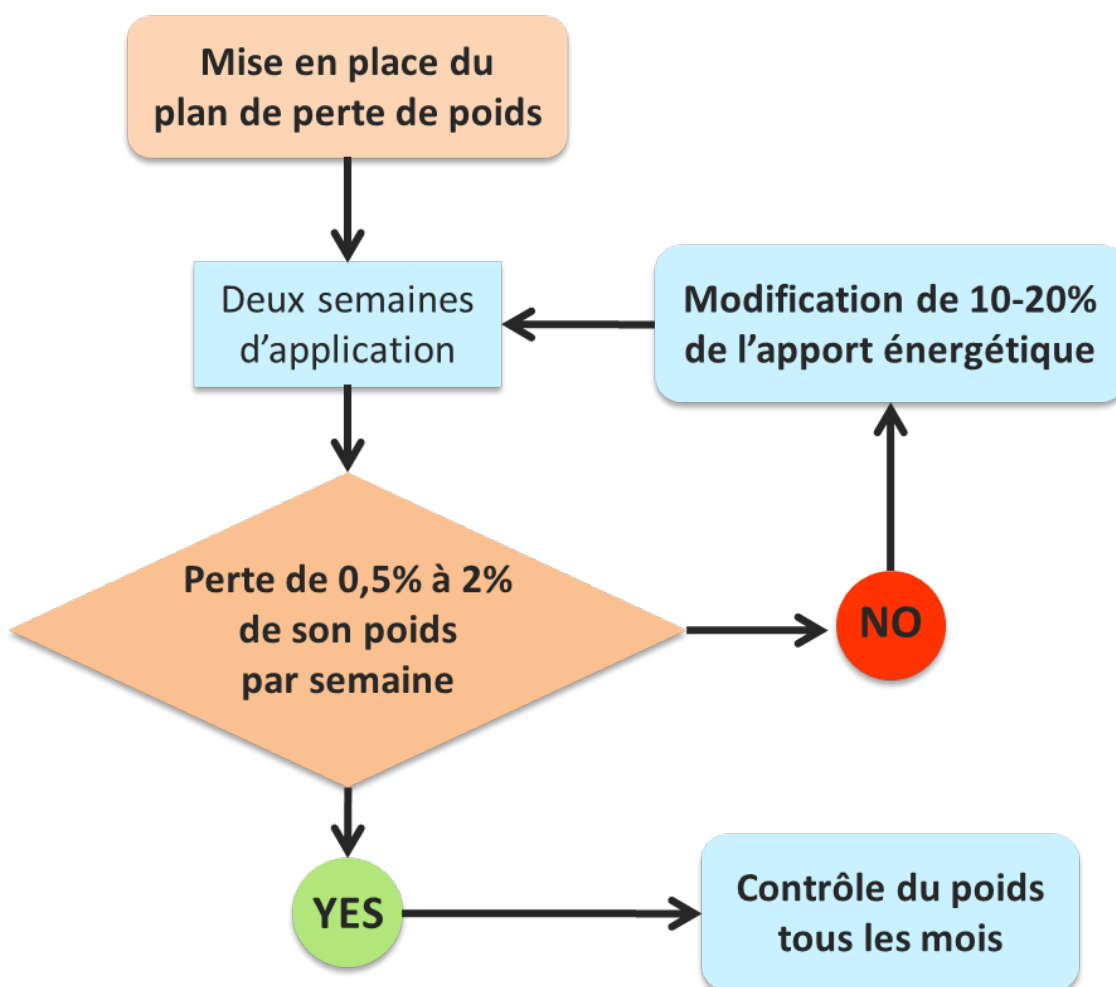 Mise en place du
plan de perte de poids
Deux semaines
d’application
Modification de 10-20%
de l’apport énergétique
Perte de 0,5% à 2%
de son poids
par semaine
NO
YES
Contrôle du poids
tous les mois